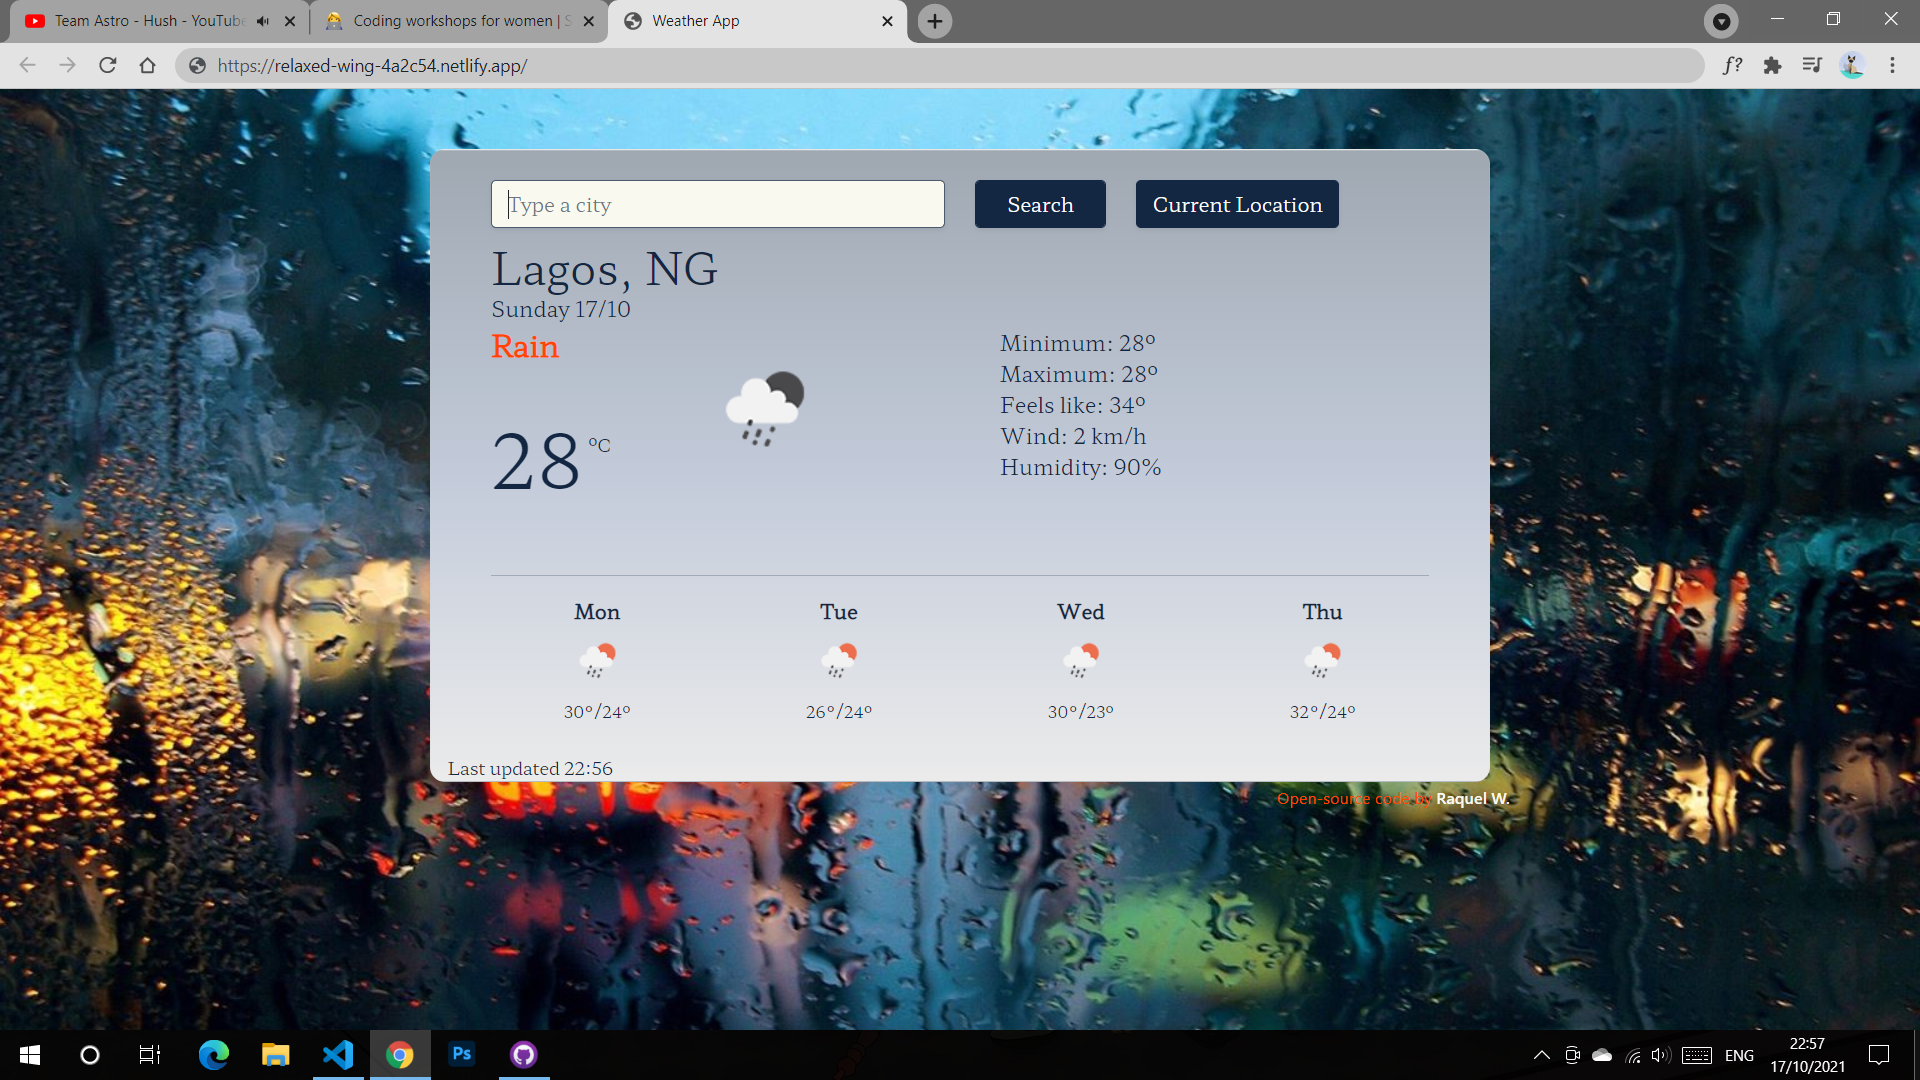 Team Astro - Hush - YouTube
Coding workshops for women | S
Weather App
https://relaxed-wing-4a2c54.netlify.app/
f?
Type a city
Search
Current Location
Lagos, NG
Sunday 17/10
Rain
28 ºC
Minimum: 28º
Maximum: 28º
Feels like: 34º
Wind: 2 km/h
Humidity: 90%
Mon
Tue
Wed
Thu
30º/24º
26º/24º
30º/23º
32º/24º
Last updated 22:56
Open-source code by Raquel W.
Ps
ENG
22:57
17/10/2021